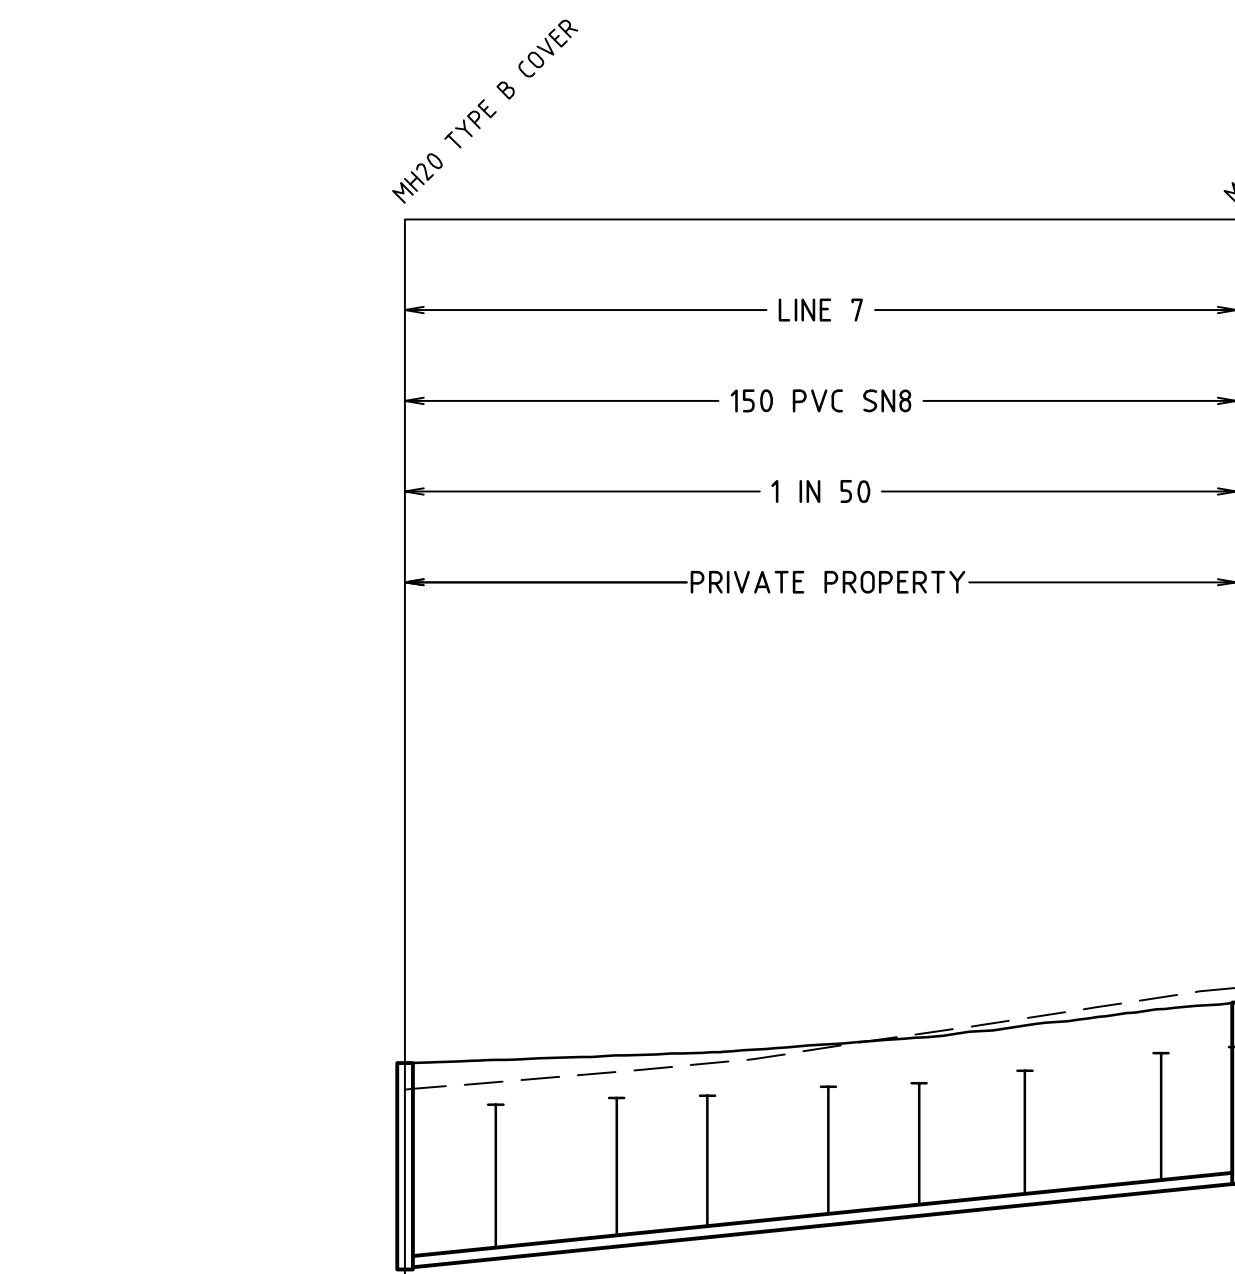 MH20 TYPE B COVER
LINE 7
150 PVC SN8
1 IN 50
PRIVATE PROPERTY